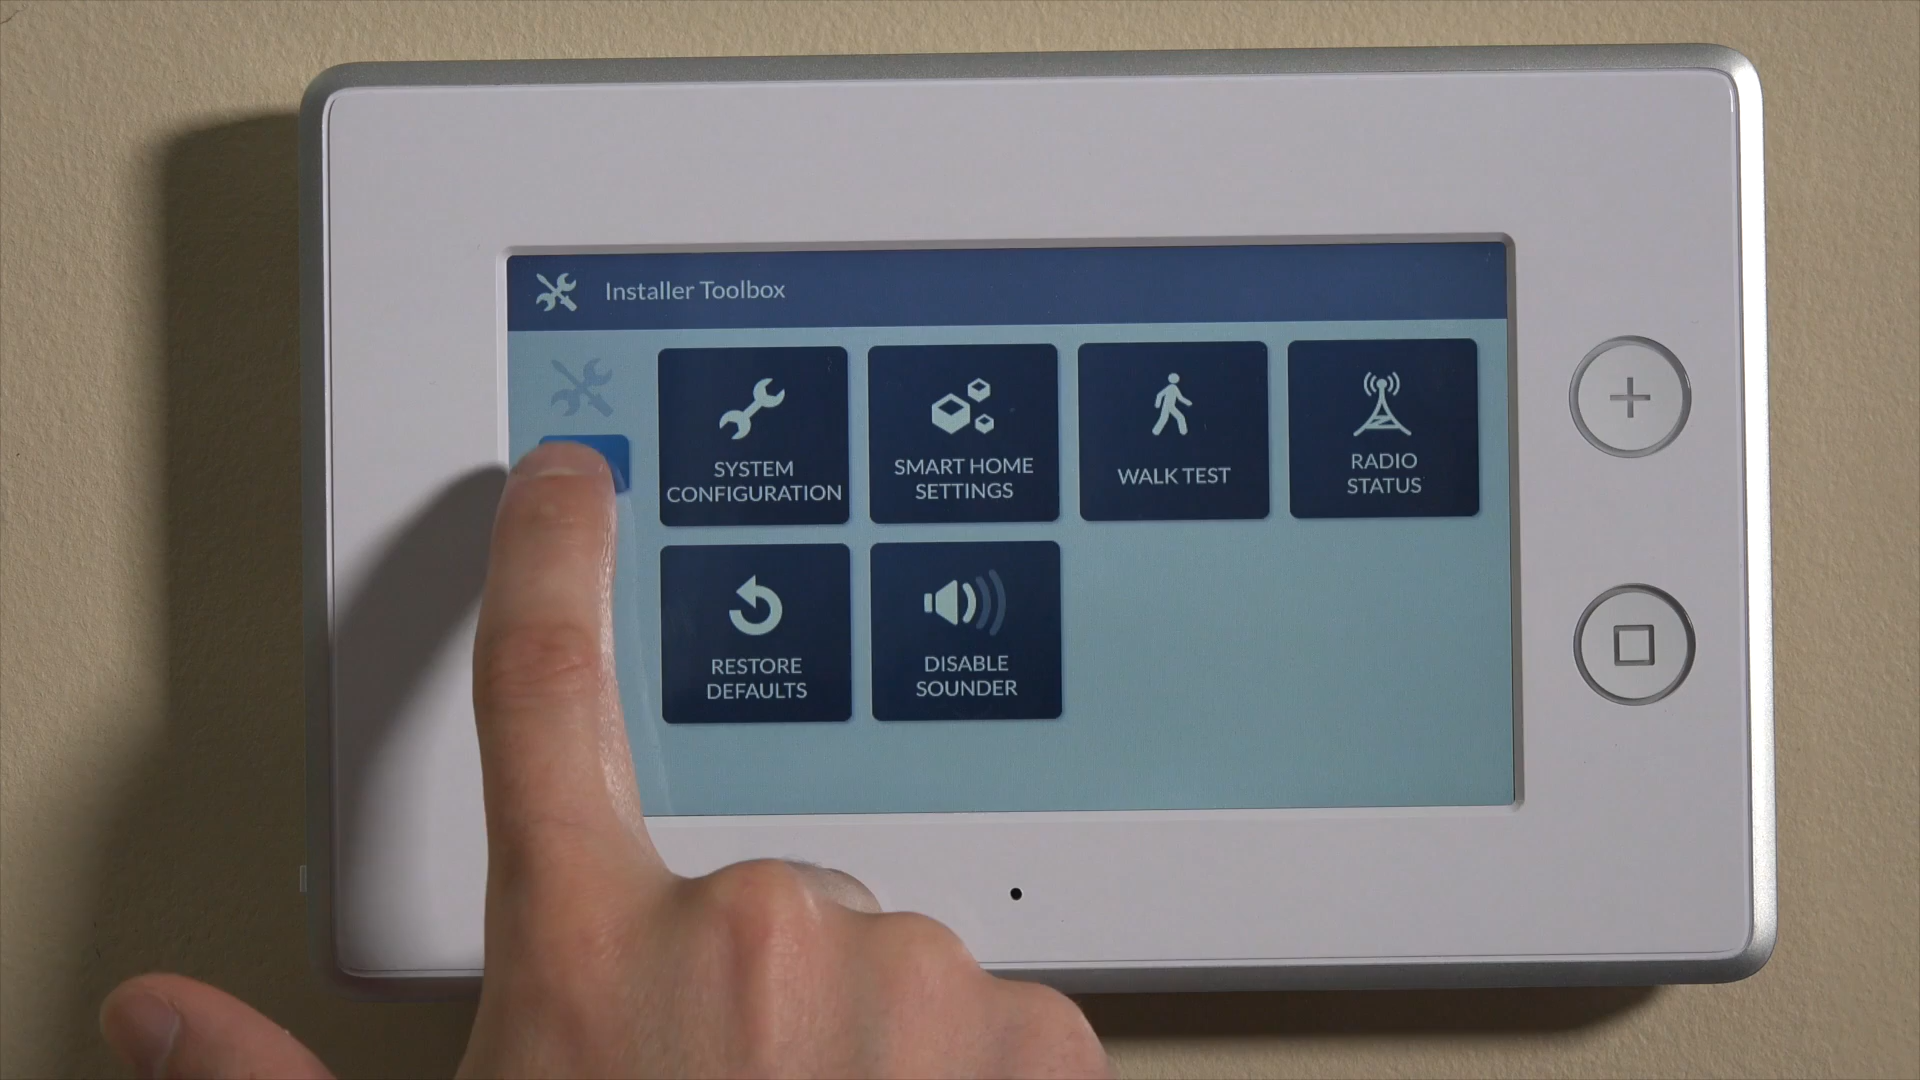 Installer Toolbox
SYSTEM
CONFIGURATION
SMART HOME
SETTINGS
WALK TEST
RADIO
STATUS
RESTORE
DEFAULTS
DISABLE
SOUNDER